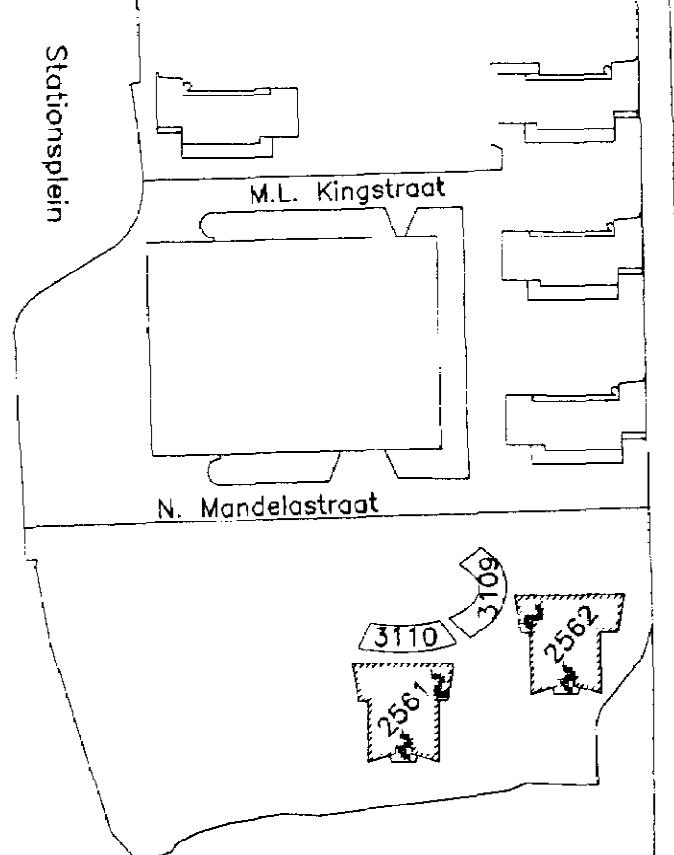 Stationsplein
M.L. Kingstraat
N. Mandelastraat
3109
3110
2562
2561